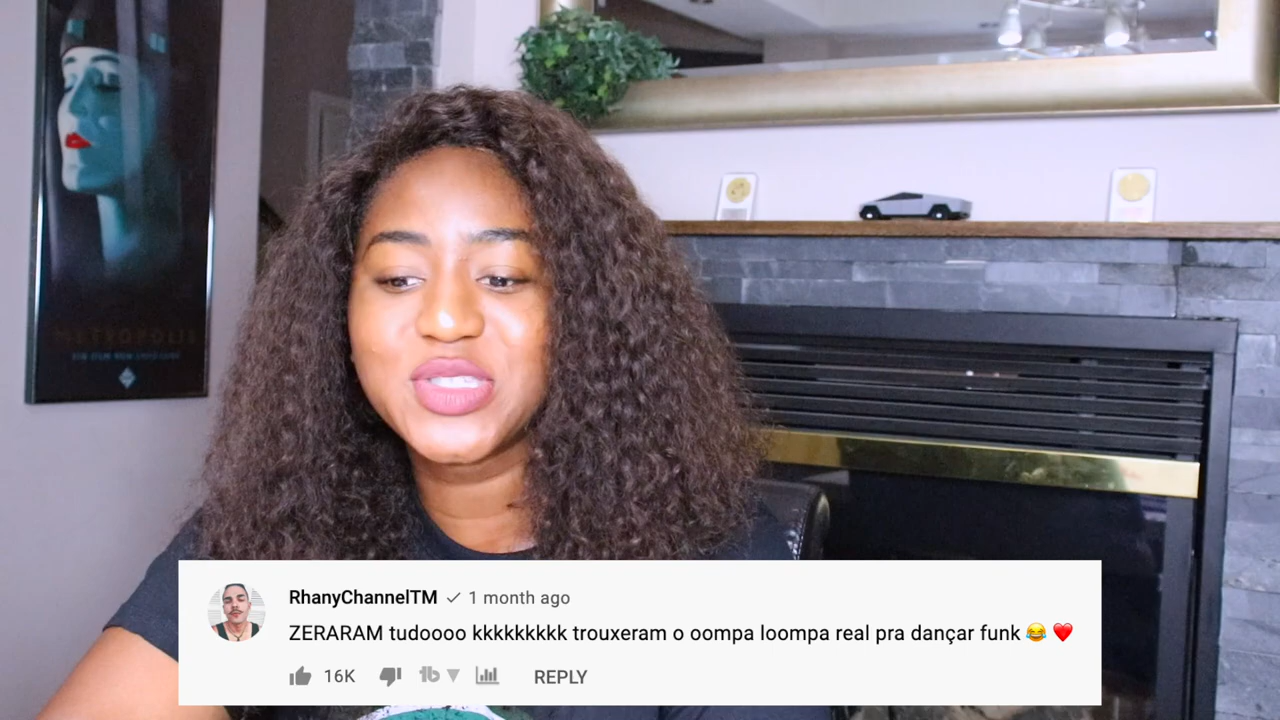 METROPOLIS
RhanyChannelTM 1 month ago
ZERARAM tudoooo kkkkkkkkk trouxeram o oompa loompa real pra dançar funk 😂 ❤️
16K REPLY